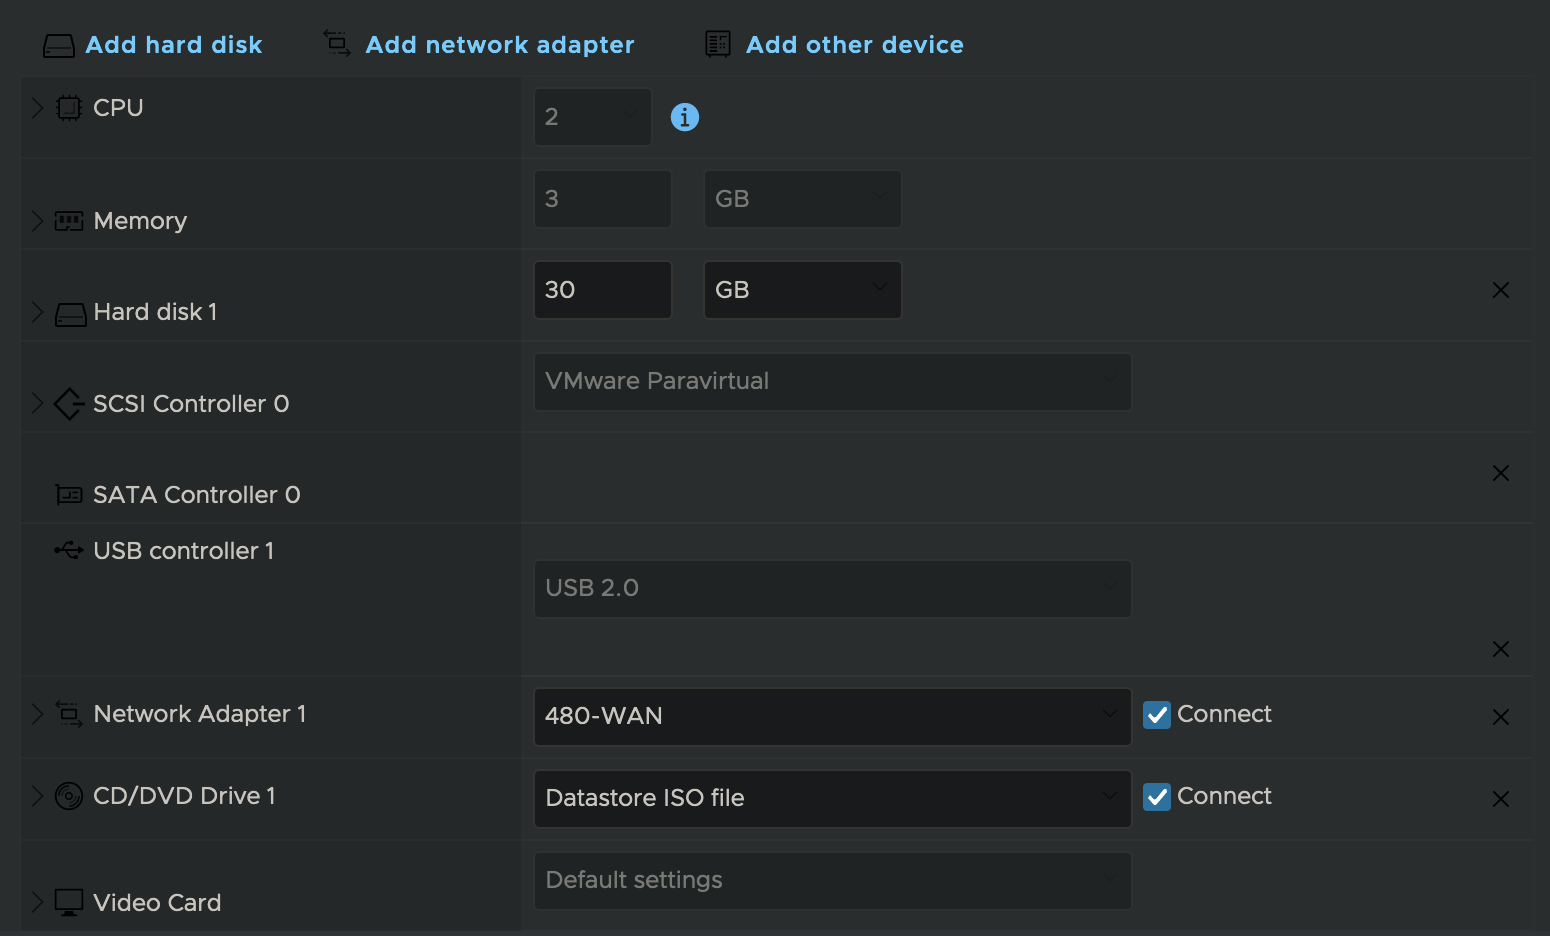 Add hard disk Add network adapter Add other device
CPU 2
Memory 3 GB
Hard disk 1 30 GB
SCSI Controller 0 VMware Paravirtual
SATA Controller 0
USB controller 1 USB 2.0
Network Adapter 1 480-WAN Connect
CD/DVD Drive 1 Datastore ISO file Connect
Video Card Default settings